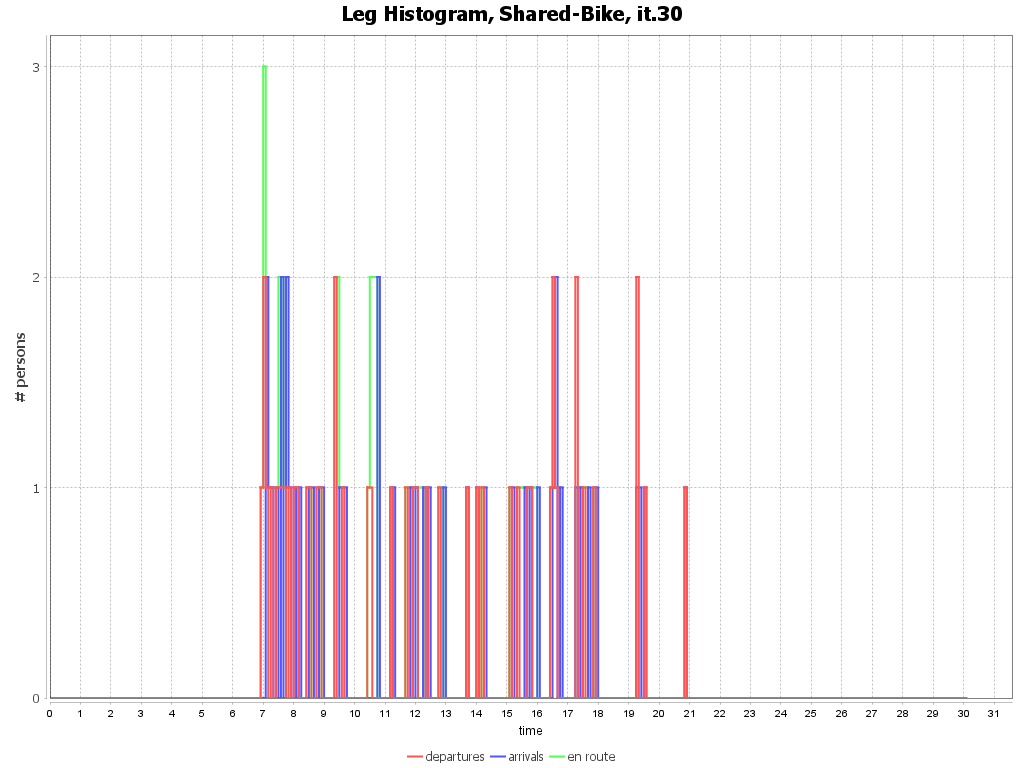 Leg Histogram, Shared-Bike, it.30
# persons
3
2
1
0
0 1 2 3 4 5 6 7 8 9 10 11 12 13 14 15 16 17 18 19 20 21 22 23 24 25 26 27 28 29 30 31
time
departures arrivals en route